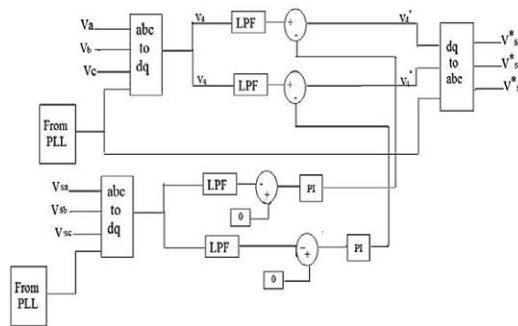 Va
Vb
Vc
abc
to
dq
vd
LPF
+
-
vd*
vq
LPF
+
-
vq*
dq
to
abc
V*s
V*s
V*s
From
PLL
Vsa
Vsb
Vsc
abc
to
dq
LPF
-
+
PI
0
LPF
-
+
PI
0
From
PLL